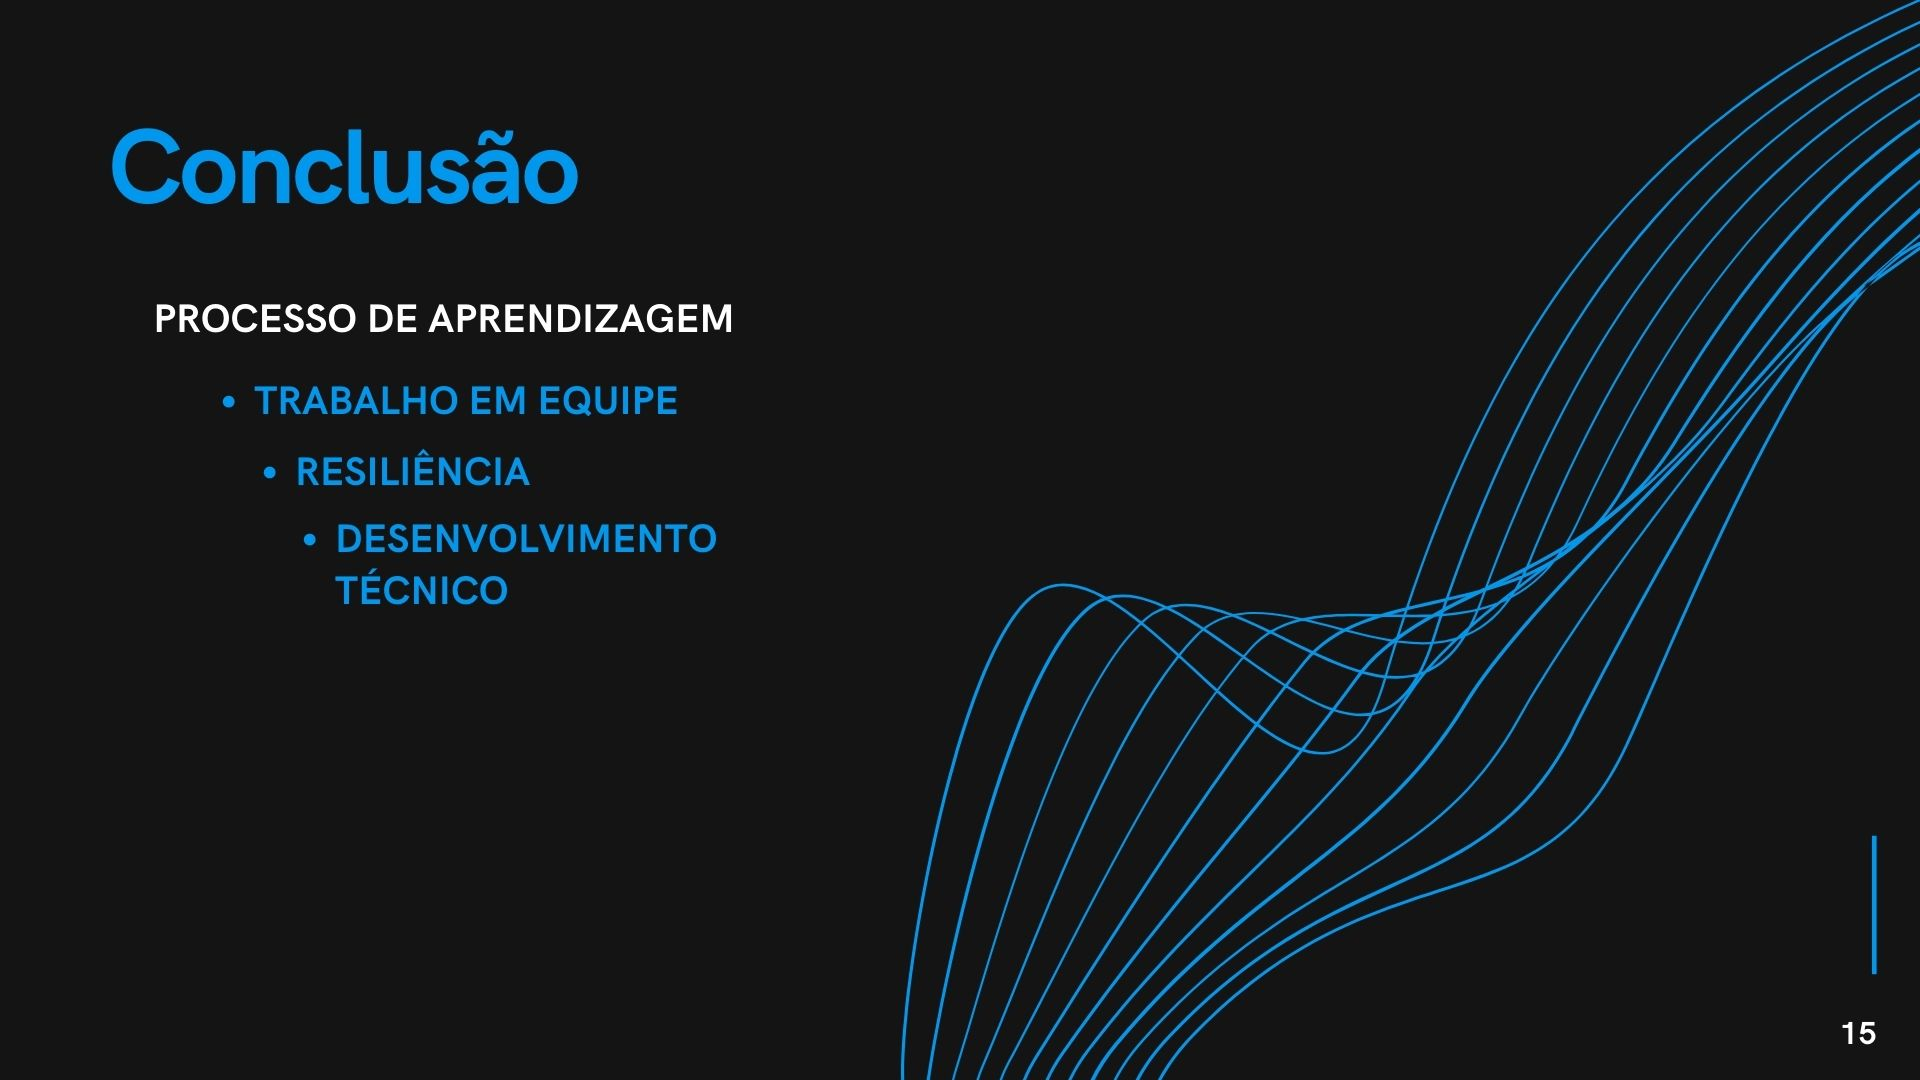 Conclusão
PROCESSO DE APRENDIZAGEM
• TRABALHO EM EQUIPE
• RESILIÊNCIA
• DESENVOLVIMENTO
TÉCNICO
15